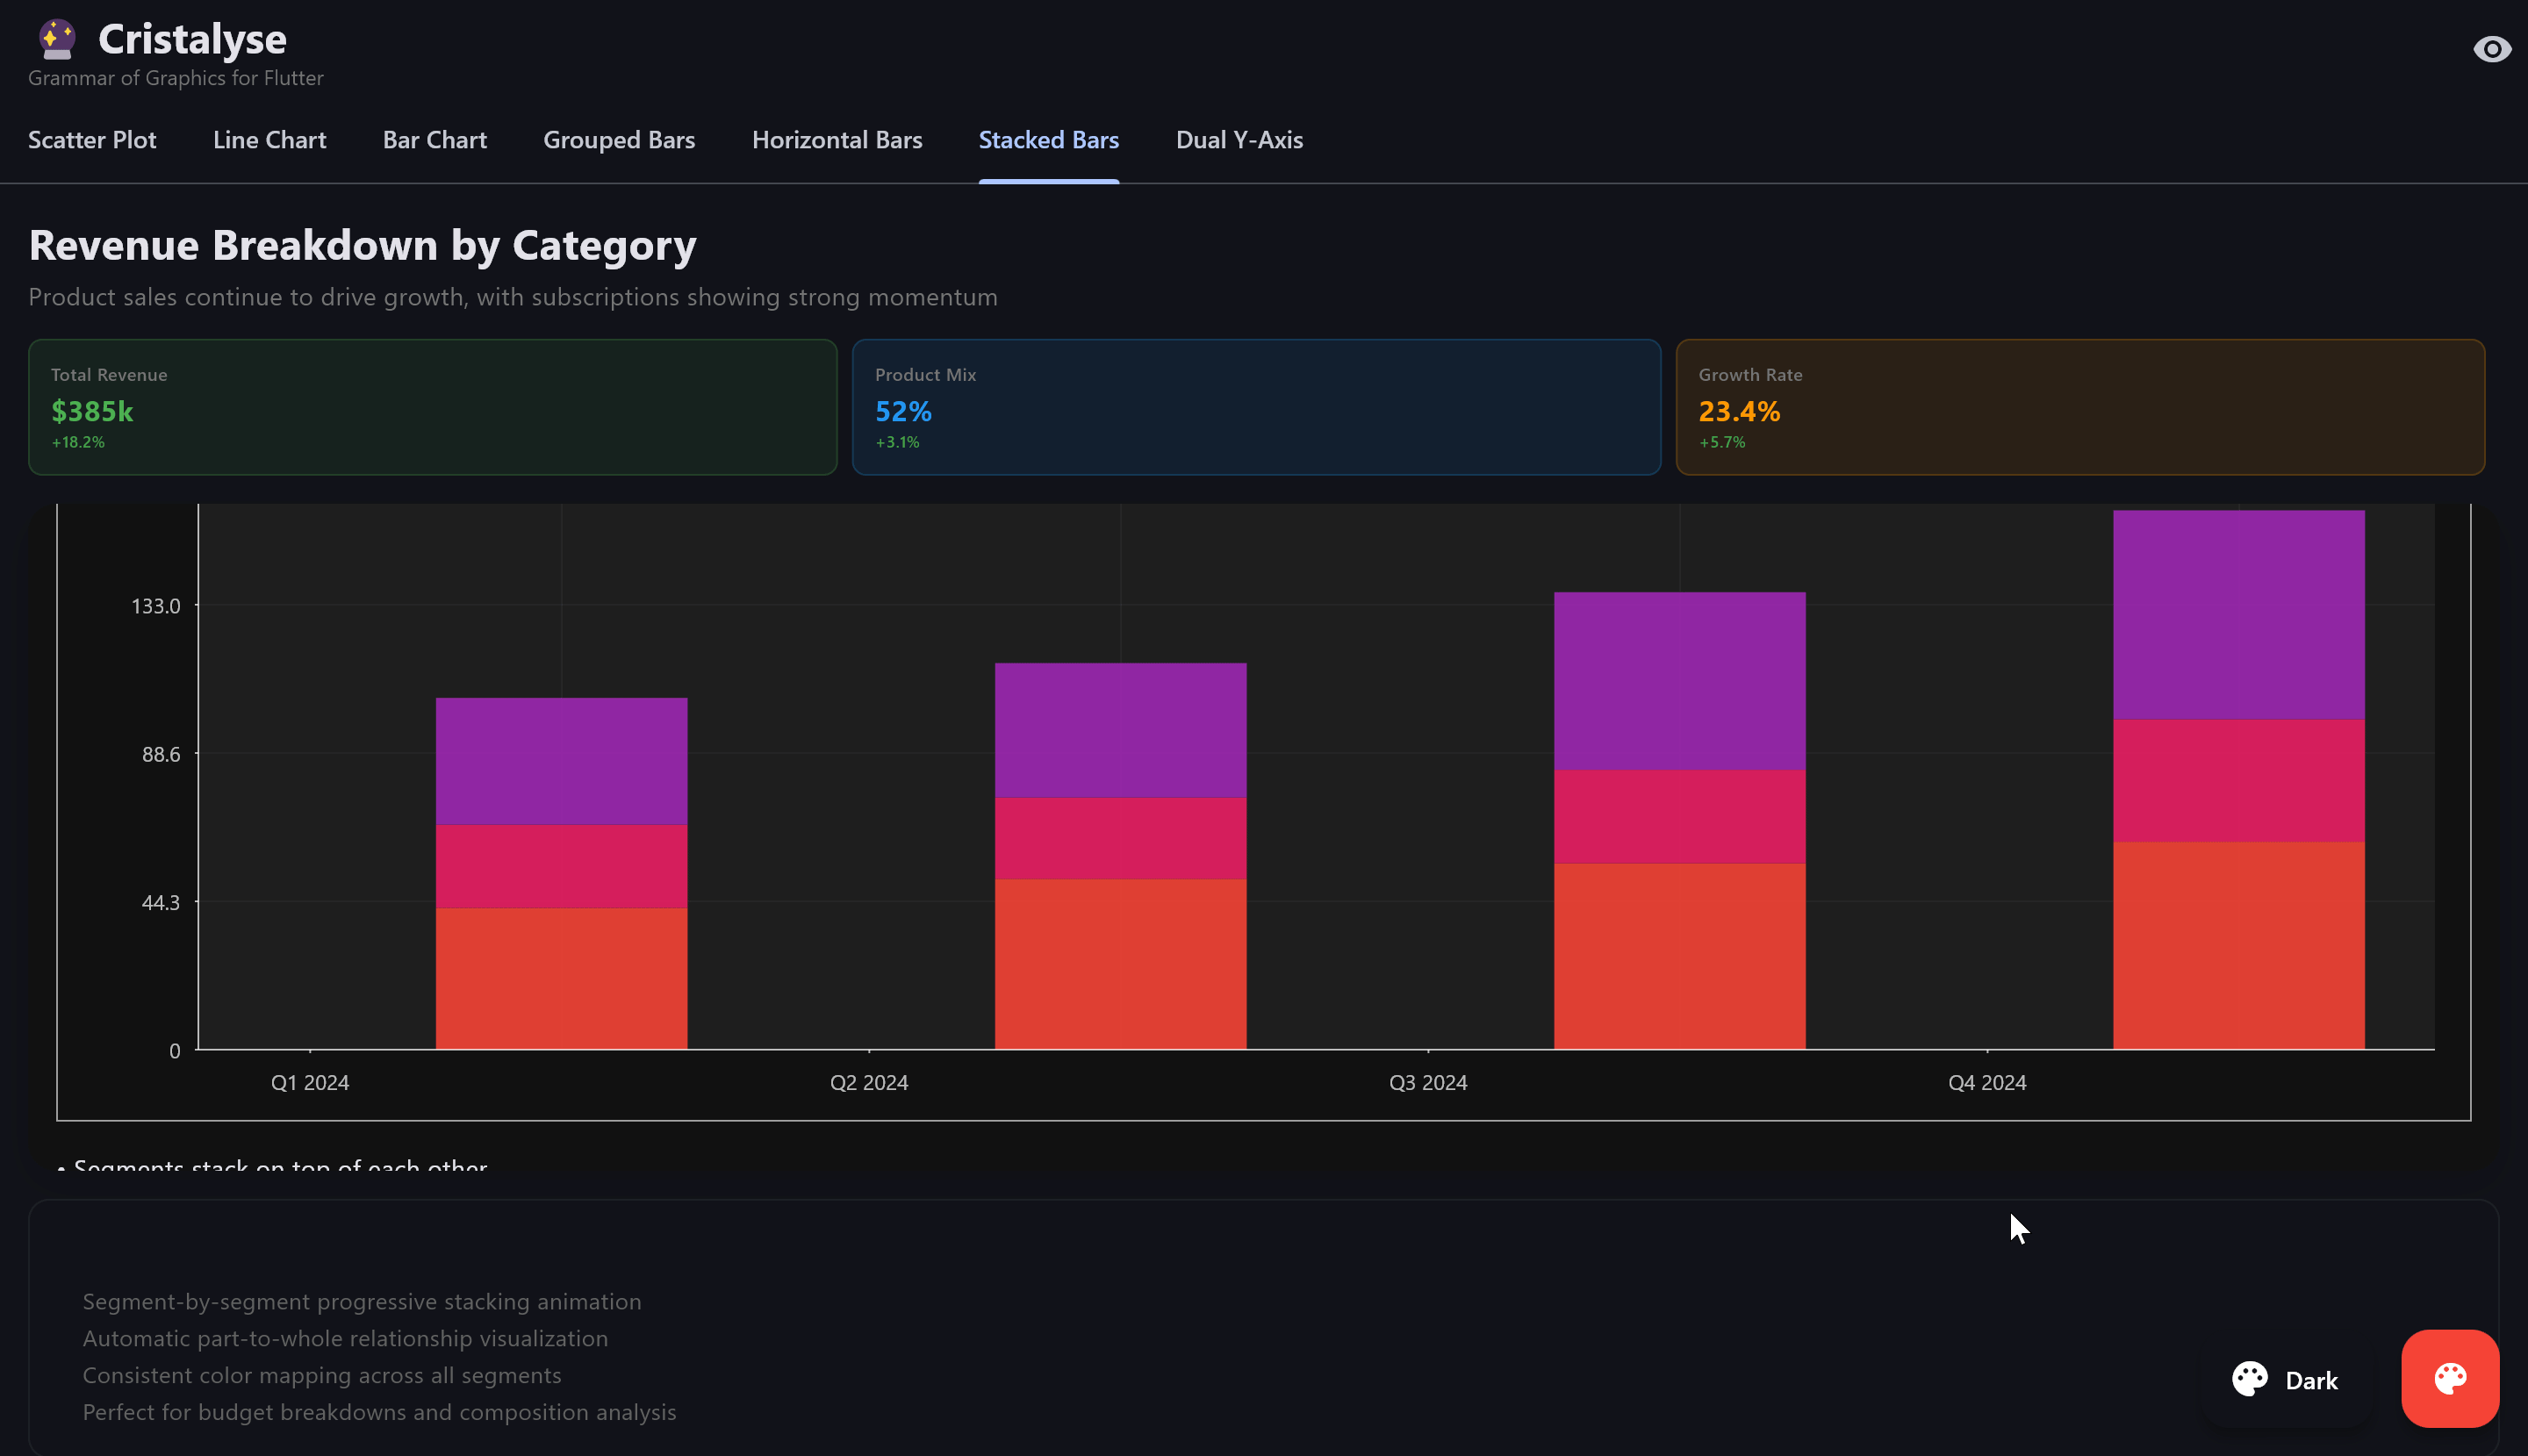 Cristalyse
Grammar of Graphics for Flutter
Scatter Plot
Line Chart
Bar Chart
Grouped Bars
Horizontal Bars
Stacked Bars
Dual Y-Axis
Revenue Breakdown by Category
Product sales continue to drive growth, with subscriptions showing strong momentum
Total Revenue
$385k
+18.2%
Product Mix
52%
+3.1%
Growth Rate
23.4%
+5.7%
133.0
88.6
44.3
0
Q1 2024
Q2 2024
Q3 2024
Q4 2024
• Segments stack on top of each other
Segment-by-segment progressive stacking animation
Automatic part-to-whole relationship visualization
Consistent color mapping across all segments
Perfect for budget breakdowns and composition analysis
Dark